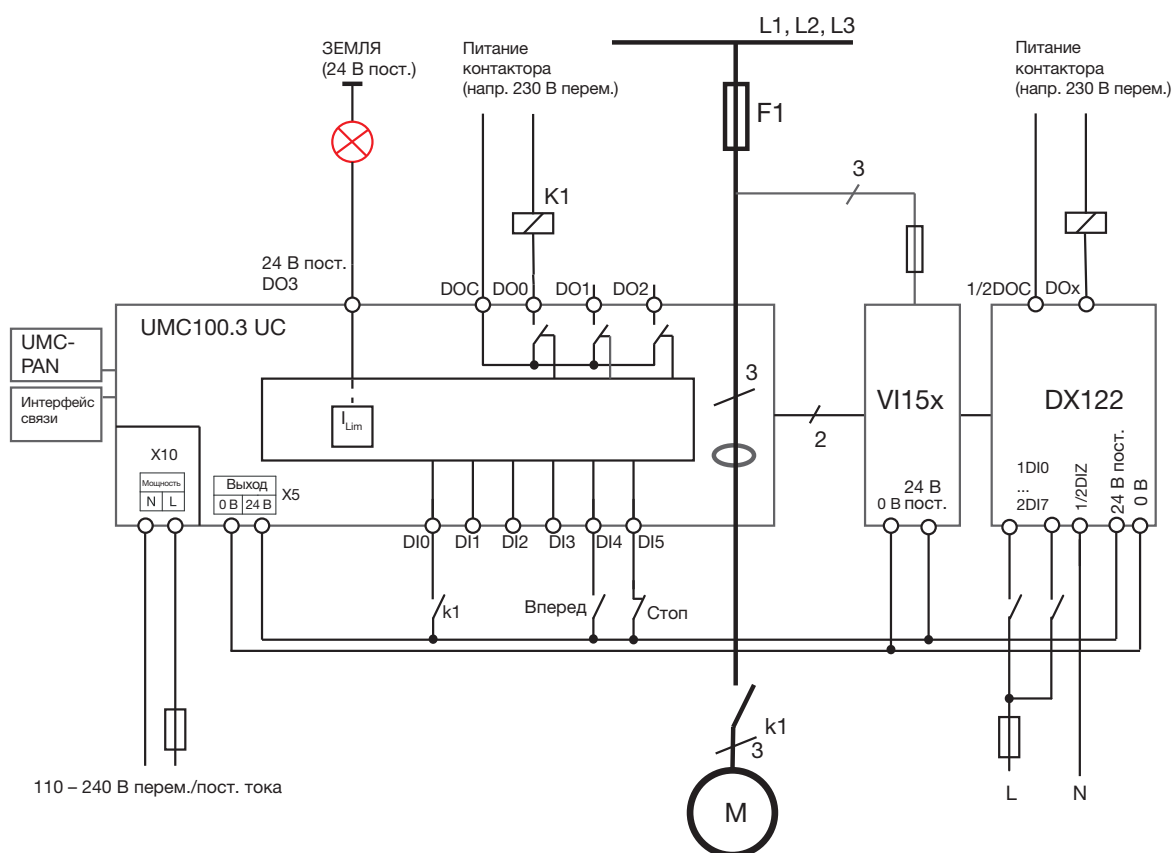 L1, L2, L3
ЗЕМЛЯ
(24 В пост.)
Питание
контактора
(напр. 230 В перем.)
Питание
контактора
(напр. 230 В перем.)
F1
3
K1
24 В пост.
DO3
DOC
DO0
DO1
DO2
1/2DOC
DOx
UMC100.3 UC
UMC-
PAN
Интерфейс
связи
3
VI15x
DX122
2
I Lim
X10
Мощность
N
L
Выход
0 В
24 В
X5
24 В
0 В пост.
1DI0
...
2DI7
1/2DIZ
24 В пост.
0 В
DI0
DI1
DI2
DI3
DI4
DI5
k1
Вперед
Стоп
k1
3
110 – 240 В перем./пост. тока
M
L
N